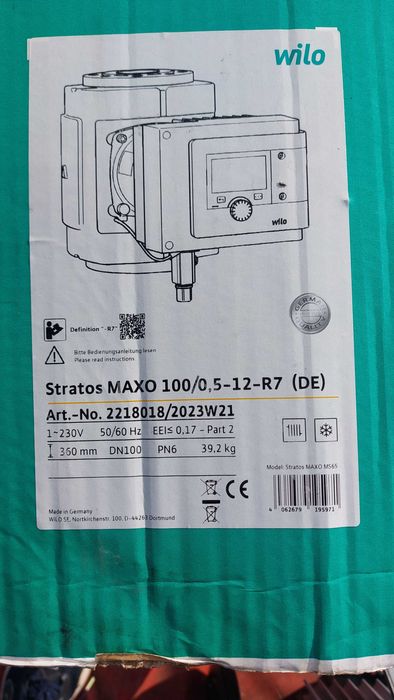 wilo
wilo
Definition "-R7"
Bitte Bedienungsanleitung lesen
Please read instructions
Stratos MAXO 100/0,5-12-R7 (DE)
Art.-No. 2218018/2023W21
1~230V 50/60 Hz EEI≤ 0,17 - Part 2
360 mm DN100 PN6 39,2 kg
Model: Stratos MAXO MS65
CE
Made in Germany
WILO SE, Nortkirchenstr. 100, D-44263 Dortmund
4 062679 195971